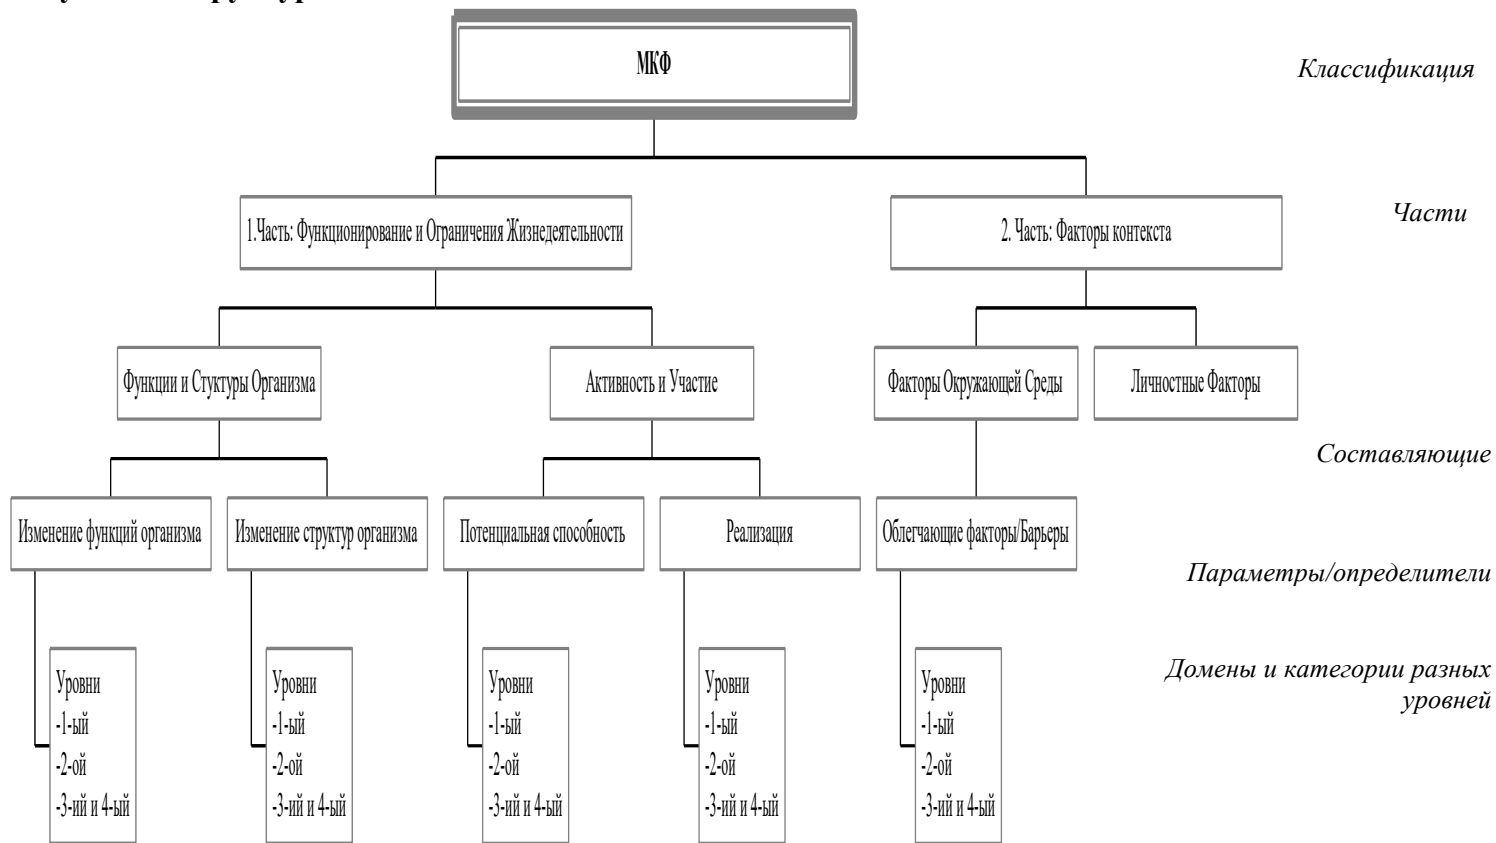 МКФ
Классификация
1.Часть: Функционирование и Ограничения Жизнедеятельности
2. Часть: Факторы контекста
Части
Функции и Стуктуры Организма
Активность и Участие
Факторы Окружающей Среды
Личностные Факторы
Составляющие
Изменение функций организма
Изменение структур организма
Потенциальная способность
Реализация
Облегчающие факторы/Барьеры
Параметры/определители
Домены и категории разных
уровней
Уровни
-1-ый
-2-ой
-3-ий и 4-ый
Уровни
-1-ый
-2-ой
-3-ий и 4-ый
Уровни
-1-ый
-2-ой
-3-ий и 4-ый
Уровни
-1-ый
-2-ой
-3-ий и 4-ый
Уровни
-1-ый
-2-ой
-3-ий и 4-ый